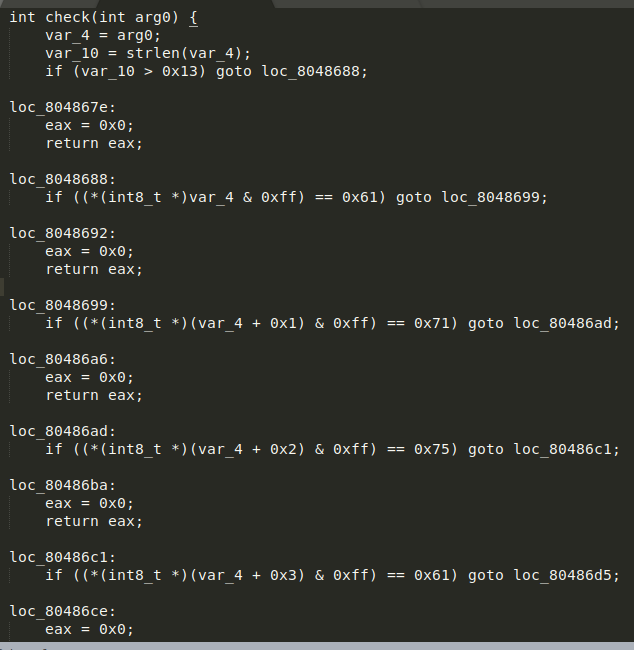 int check(int arg0) {
    var_4 = arg0;
    var_10 = strlen(var_4);
    if (var_10 > 0x13) goto loc_8048688;

loc_804867e:
    eax = 0x0;
    return eax;

loc_8048688:
    if ((*(int8_t *)var_4 & 0xff) == 0x61) goto loc_8048699;

loc_8048692:
    eax = 0x0;
    return eax;

loc_8048699:
    if ((*(int8_t *)(var_4 + 0x1) & 0xff) == 0x71) goto loc_80486ad;

loc_80486a6:
    eax = 0x0;
    return eax;

loc_80486ad:
    if ((*(int8_t *)(var_4 + 0x2) & 0xff) == 0x75) goto loc_80486c1;

loc_80486ba:
    eax = 0x0;
    return eax;

loc_80486c1:
    if ((*(int8_t *)(var_4 + 0x3) & 0xff) == 0x61) goto loc_80486d5;

loc_80486ce:
    eax = 0x0;